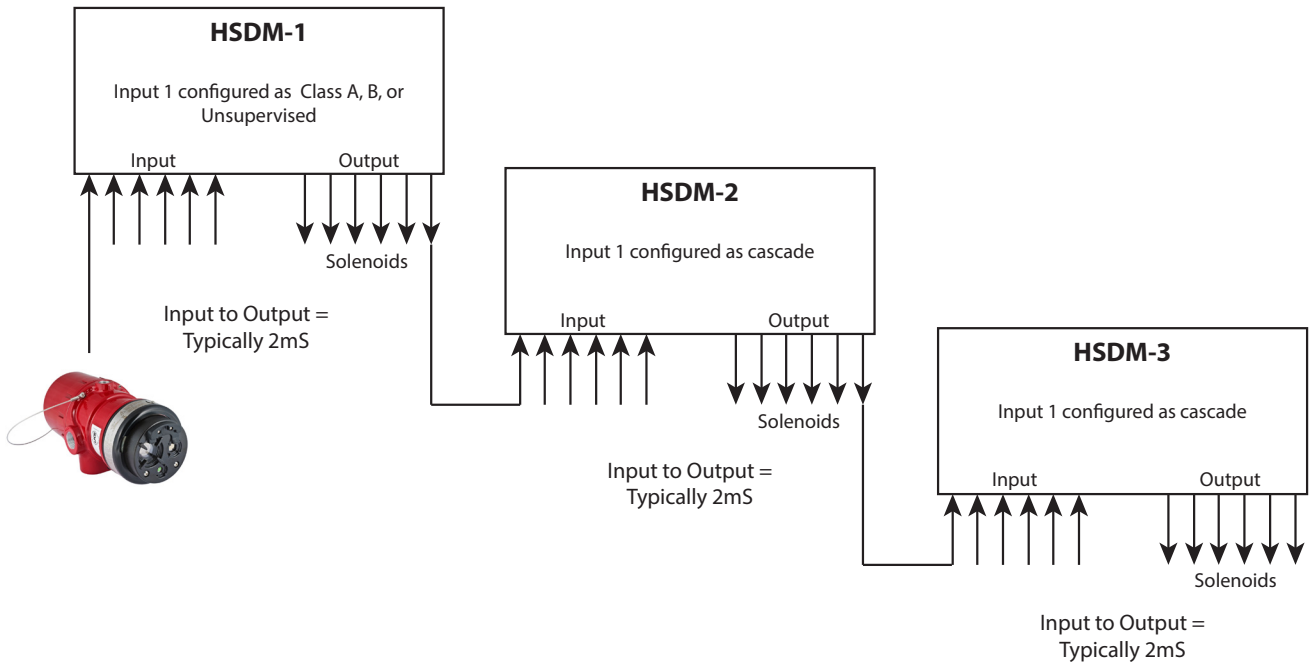 HSDM-1
Input 1 configured as Class A, B, or
Unsupervised
Input
Output
Solenoids
Input to Output =
Typically 2mS
HSDM-2
Input 1 configured as cascade
Input
Output
Solenoids
Input to Output =
Typically 2mS
HSDM-3
Input 1 configured as cascade
Input
Output
Solenoids
Input to Output =
Typically 2mS